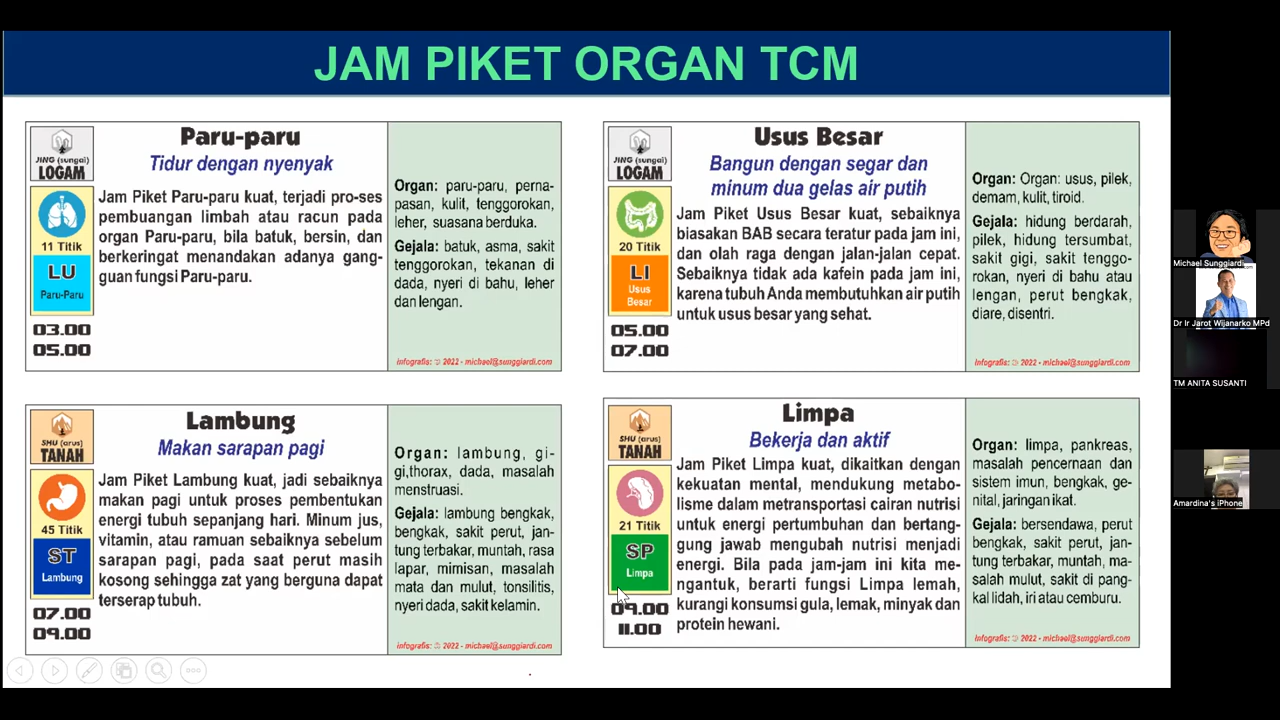 JAM PIKET ORGAN TCM
JING (sungai)
LOGAM
11 Titik
LU
Paru-Paru
03.00
05.00
Paru-paru
Tidur dengan nyenyak
Jam Piket Paru-paru kuat, terjadi pro-ses
pembuangan limbah atau racun pada
organ Paru-paru, bila batuk, bersin, dan
berkeringat menandakan adanya gang-
guan fungsi Paru-paru.
Organ: paru-paru, perna-
pasan, kulit, tenggorokan,
leher, suasana berduka.
Gejala: batuk, asma, sakit
tenggorokan, tekanan di
dada, nyeri di bahu, leher
dan lengan.
Infografis: © 2022 - michael@sunggiardi.com
JING (sungai)
LOGAM
20 Titik
LI
Usus
Besar
05.00
07.00
Usus Besar
Bangun dengan segar dan
minum dua gelas air putih
Jam Piket Usus Besar kuat, sebaiknya
biasakan BAB secara teratur pada jam ini,
dan olah raga dengan jalan-jalan cepat.
Sebaiknya tidak ada kafein pada jam ini,
karena tubuh Anda membutuhkan air putih
untuk usus besar yang sehat.
Organ: Organ: usus, pilek,
demam, kulit, tiroid.
Gejala: hidung berdarah,
pilek, hidung tersumbat,
sakit gigi, sakit tenggo-
rokan, nyeri di bahu atau
lengan, perut bengkak,
diare, disentri.
Infografis: © 2022 - michael@sunggiardi.com
SHU (arus)
TANAH
45 Titik
ST
Lambung
07.00
09.00
Lambung
Makan sarapan pagi
Jam Piket Lambung kuat, jadi sebaiknya
makan pagi untuk proses pembentukan
energi tubuh sepanjang hari. Minum jus,
vitamin, atau ramuan sebaiknya sebelum
sarapan pagi, pada saat perut masih
kosong sehingga zat yang berguna dapat
terserap tubuh.
Organ: lambung, gi-
gi,thorax, dada, masalah
menstruasi.
Gejala: lambung bengkak,
bengkak, sakit perut, jan-
tung terbakar, muntah, rasa
lapar, mimisan, masalah
mata dan mulut, tonsilitis,
nyeri dada, sakit kelamin.
Infografis: © 2022 - michael@sunggiardi.com
SHU (arus)
TANAH
21 Titik
SP
Limpa
09.00
11.00
Limpa
Bekerja dan aktif
Jam Piket Limpa kuat, dikaitkan dengan
kekuatan mental, mendukung metabo-
lisme dalam metransportasi cairan nutrisi
untuk energi pertumbuhan dan bertang-
gung jawab mengubah nutrisi menjadi
energi. Bila pada jam-jam ini kita me-
ngantuk, berarti fungsi Limpa lemah,
kurangi konsumsi gula, lemak, minyak dan
protein hewani.
Organ: limpa, pankreas,
masalah pencernaan dan
sistem imun, bengkak, ge-
nital, jaringan ikat.
Gejala: bersendawa, perut
bengkak, sakit perut, jan-
tung terbakar, muntah, ma-
salah mulut, sakit di pang-
kal lidah, iri atau cemburu.
Infografis: © 2022 - michael@sunggiardi.com
Michael Sunggiardi
Dr Ir Jarot Wijanarko MPd
TM ANITA SUSANTI
Amardina's iPhone